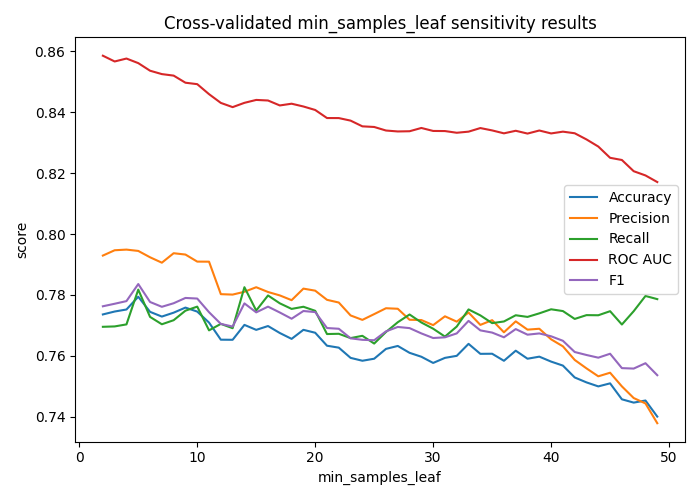 Cross-validated min_samples_leaf sensitivity results
0.86
0.84
0.82
0.80
0.78
0.76
0.74
score
Accuracy
Precision
Recall
ROC AUC
F1
0 10 20 30 40 50
min_samples_leaf